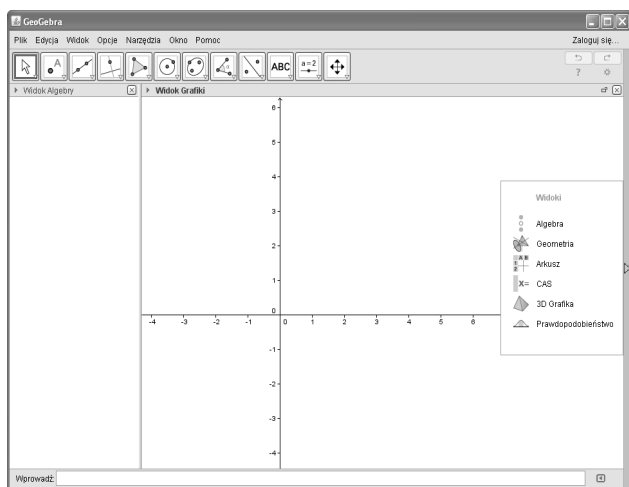 GeoGebra
Plik Edycja Widok Opcje Narzędzia Okno Pomoc
Zaloguj się...
A
ABC
a=2
?
Widok Algebry
Widok Grafiki
6
5
4
3
2
1
0
-4 -3 -2 -1 0 1 2 3 4 5 6
-1
-2
-3
-4
Widoki
Algebra
Geometria
A B
1
2
Arkusz
X= CAS
3D Grafika
Prawdopodobieństwo
Wprowadź: